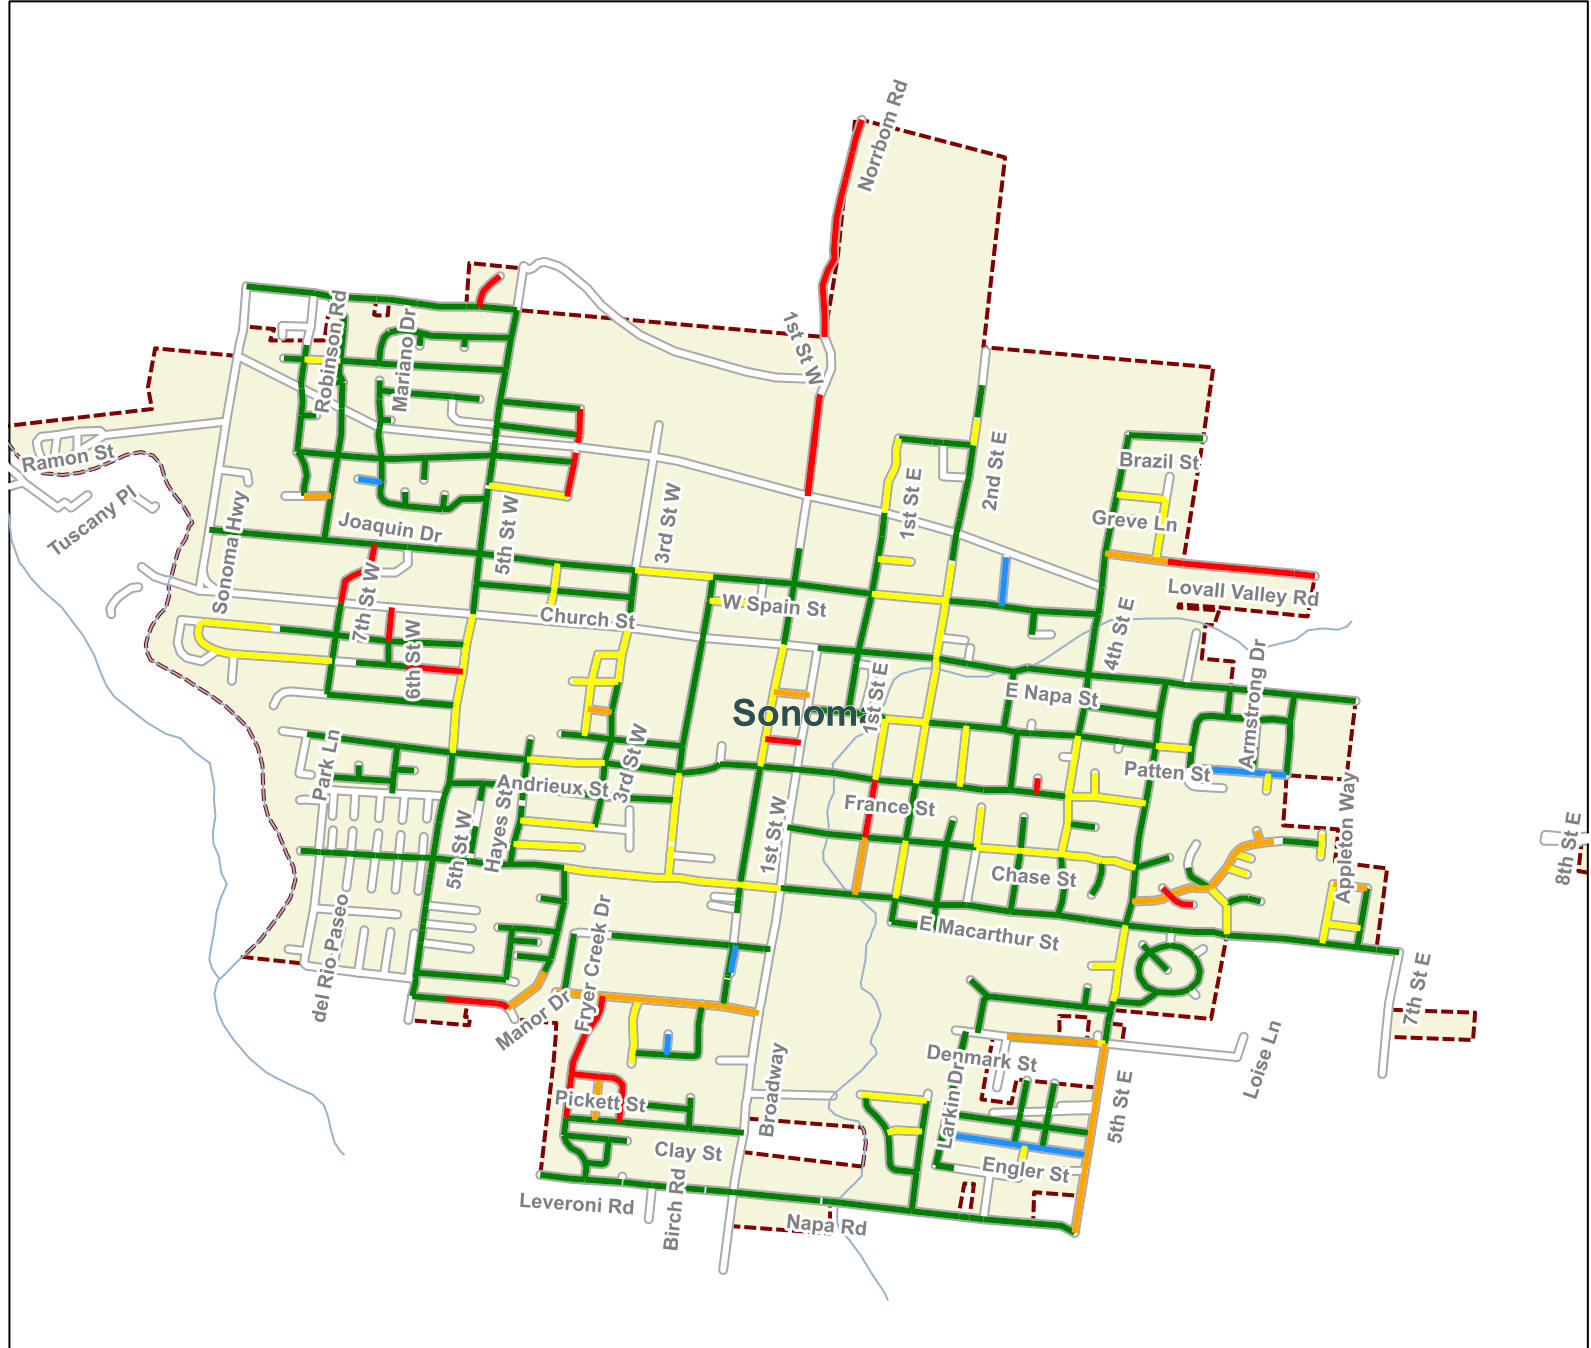 Norrbom Rd
1st St W
Robinson Rd
Mariano Dr
Ramon St
Tuscany Pl
Sonoma Hwy
Joaquin Dr
5th St W
3rd St W
1st St E
2nd St E
Brazil St
Greve Ln
Lovall Valley Rd
7th St W
6th St W
Church St
W Spain St
4th St E
Armstrong Dr
E Napa St
1st St E
Sonoma
Park Ln
3rd St W
Andrieux St
Patten St
France St
Appleton Way
Hayes St
5th St W
1st St W
8th St E
Chase St
E Macarthur St
del Rio Paseo
Fryer Creek Dr
Manor Dr
7th St E
Denmark St
Loise Ln
Larkin Dr
Broadway
Pickett St
5th St E
Clay St
Engler St
Leveroni Rd
Birch Rd
Napa Rd